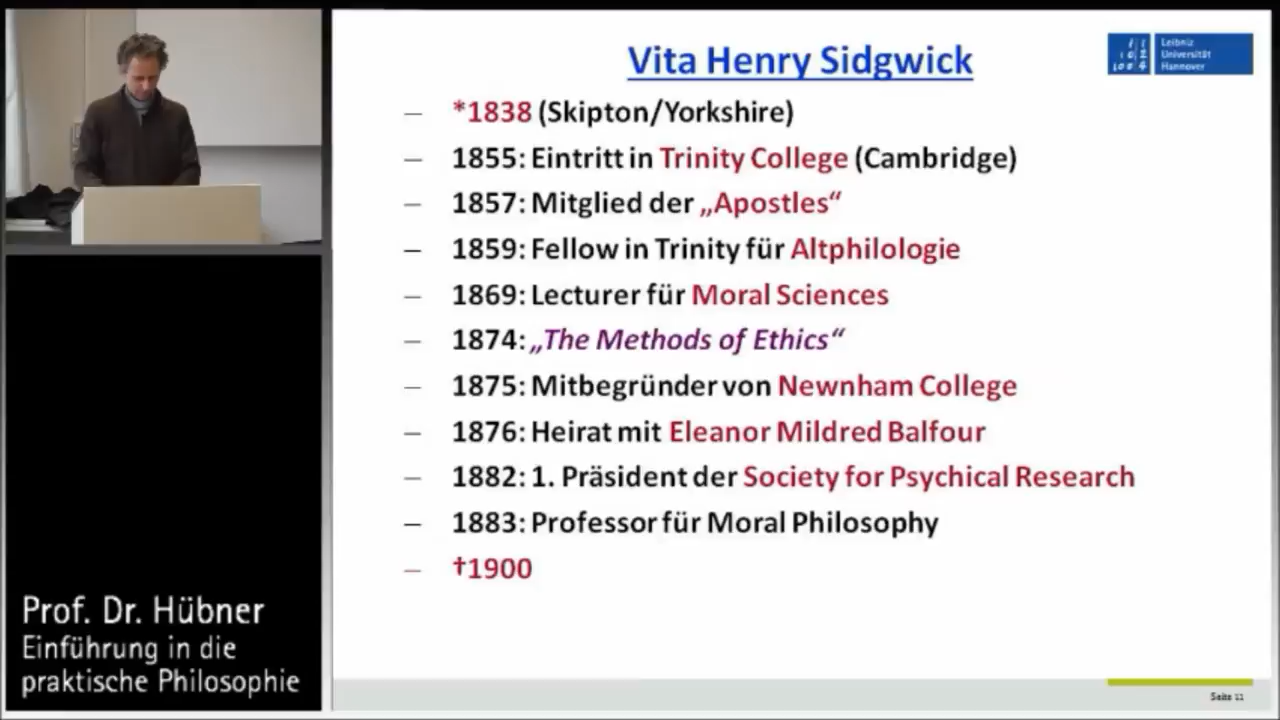 Vita Henry Sidgwick
Leibniz
Universität
Hannover
– *1838 (Skipton/Yorkshire)
– 1855: Eintritt in Trinity College (Cambridge)
– 1857: Mitglied der „Apostles“
– 1859: Fellow in Trinity für Altphilologie
– 1869: Lecturer für Moral Sciences
– 1874: „The Methods of Ethics“
– 1875: Mitbegründer von Newnham College
– 1876: Heirat mit Eleanor Mildred Balfour
– 1882: 1. Präsident der Society for Psychical Research
– 1883: Professor für Moral Philosophy
– †1900
Prof. Dr. Hübner
Einführung in die
praktische Philosophie
Seite 11